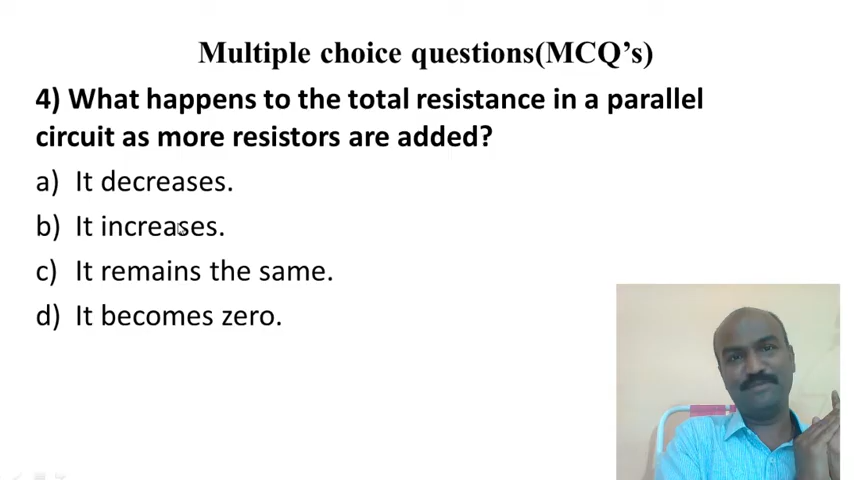 Multiple choice questions(MCQ’s)
4) What happens to the total resistance in a parallel
circuit as more resistors are added?
a) It decreases.
b) It increases.
c) It remains the same.
d) It becomes zero.